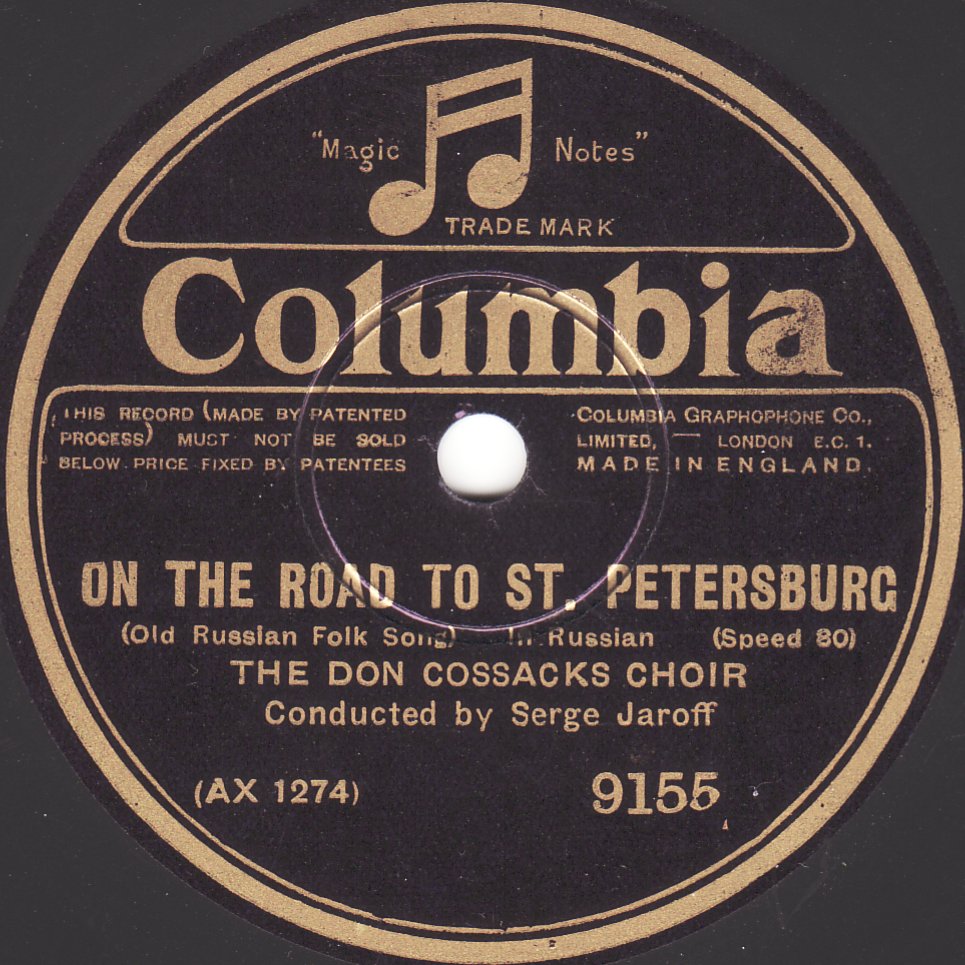 "Magic Notes"
TRADE MARK
Columbia
THIS RECORD (MADE BY PATENTED
PROCESS) MUST NOT BE SOLD
BELOW PRICE FIXED BY PATENTEES
COLUMBIA GRAPHOPHONE CO.,
LIMITED, — LONDON E.C. 1.
MADE IN ENGLAND.
ON THE ROAD TO ST. PETERSBURG
(Old Russian Folk Song) In Russian (Speed 80)
THE DON COSSACKS CHOIR
Conducted by Serge Jaroff
(AX 1274) 9155